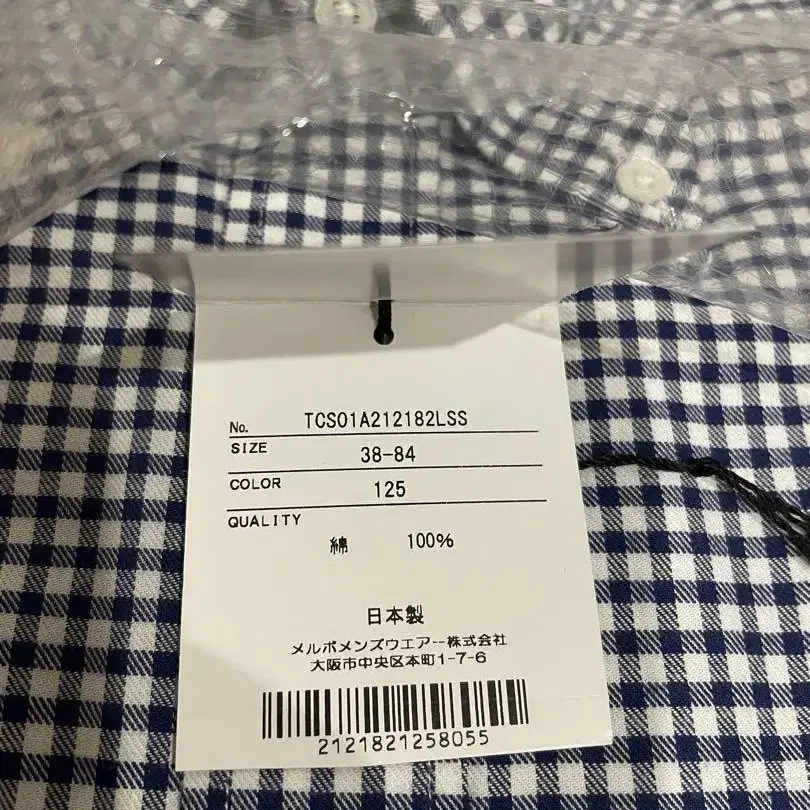 No. TCS01A212182LSS
SIZE 38-84
COLOR 125
QUALITY
綿 100%
日本製
メルボメンズウエアー株式会社
大阪市中央区本町1-7-6
2121821258055